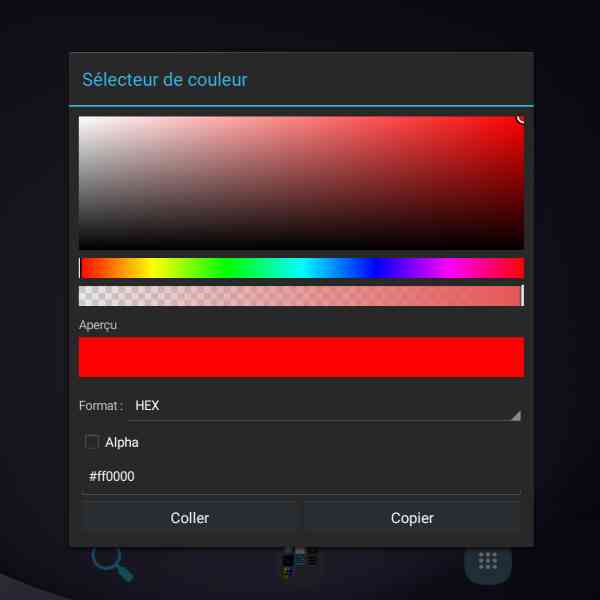 Sélecteur de couleur
Aperçu
Format : HEX
Alpha
#ff0000
Coller Copier